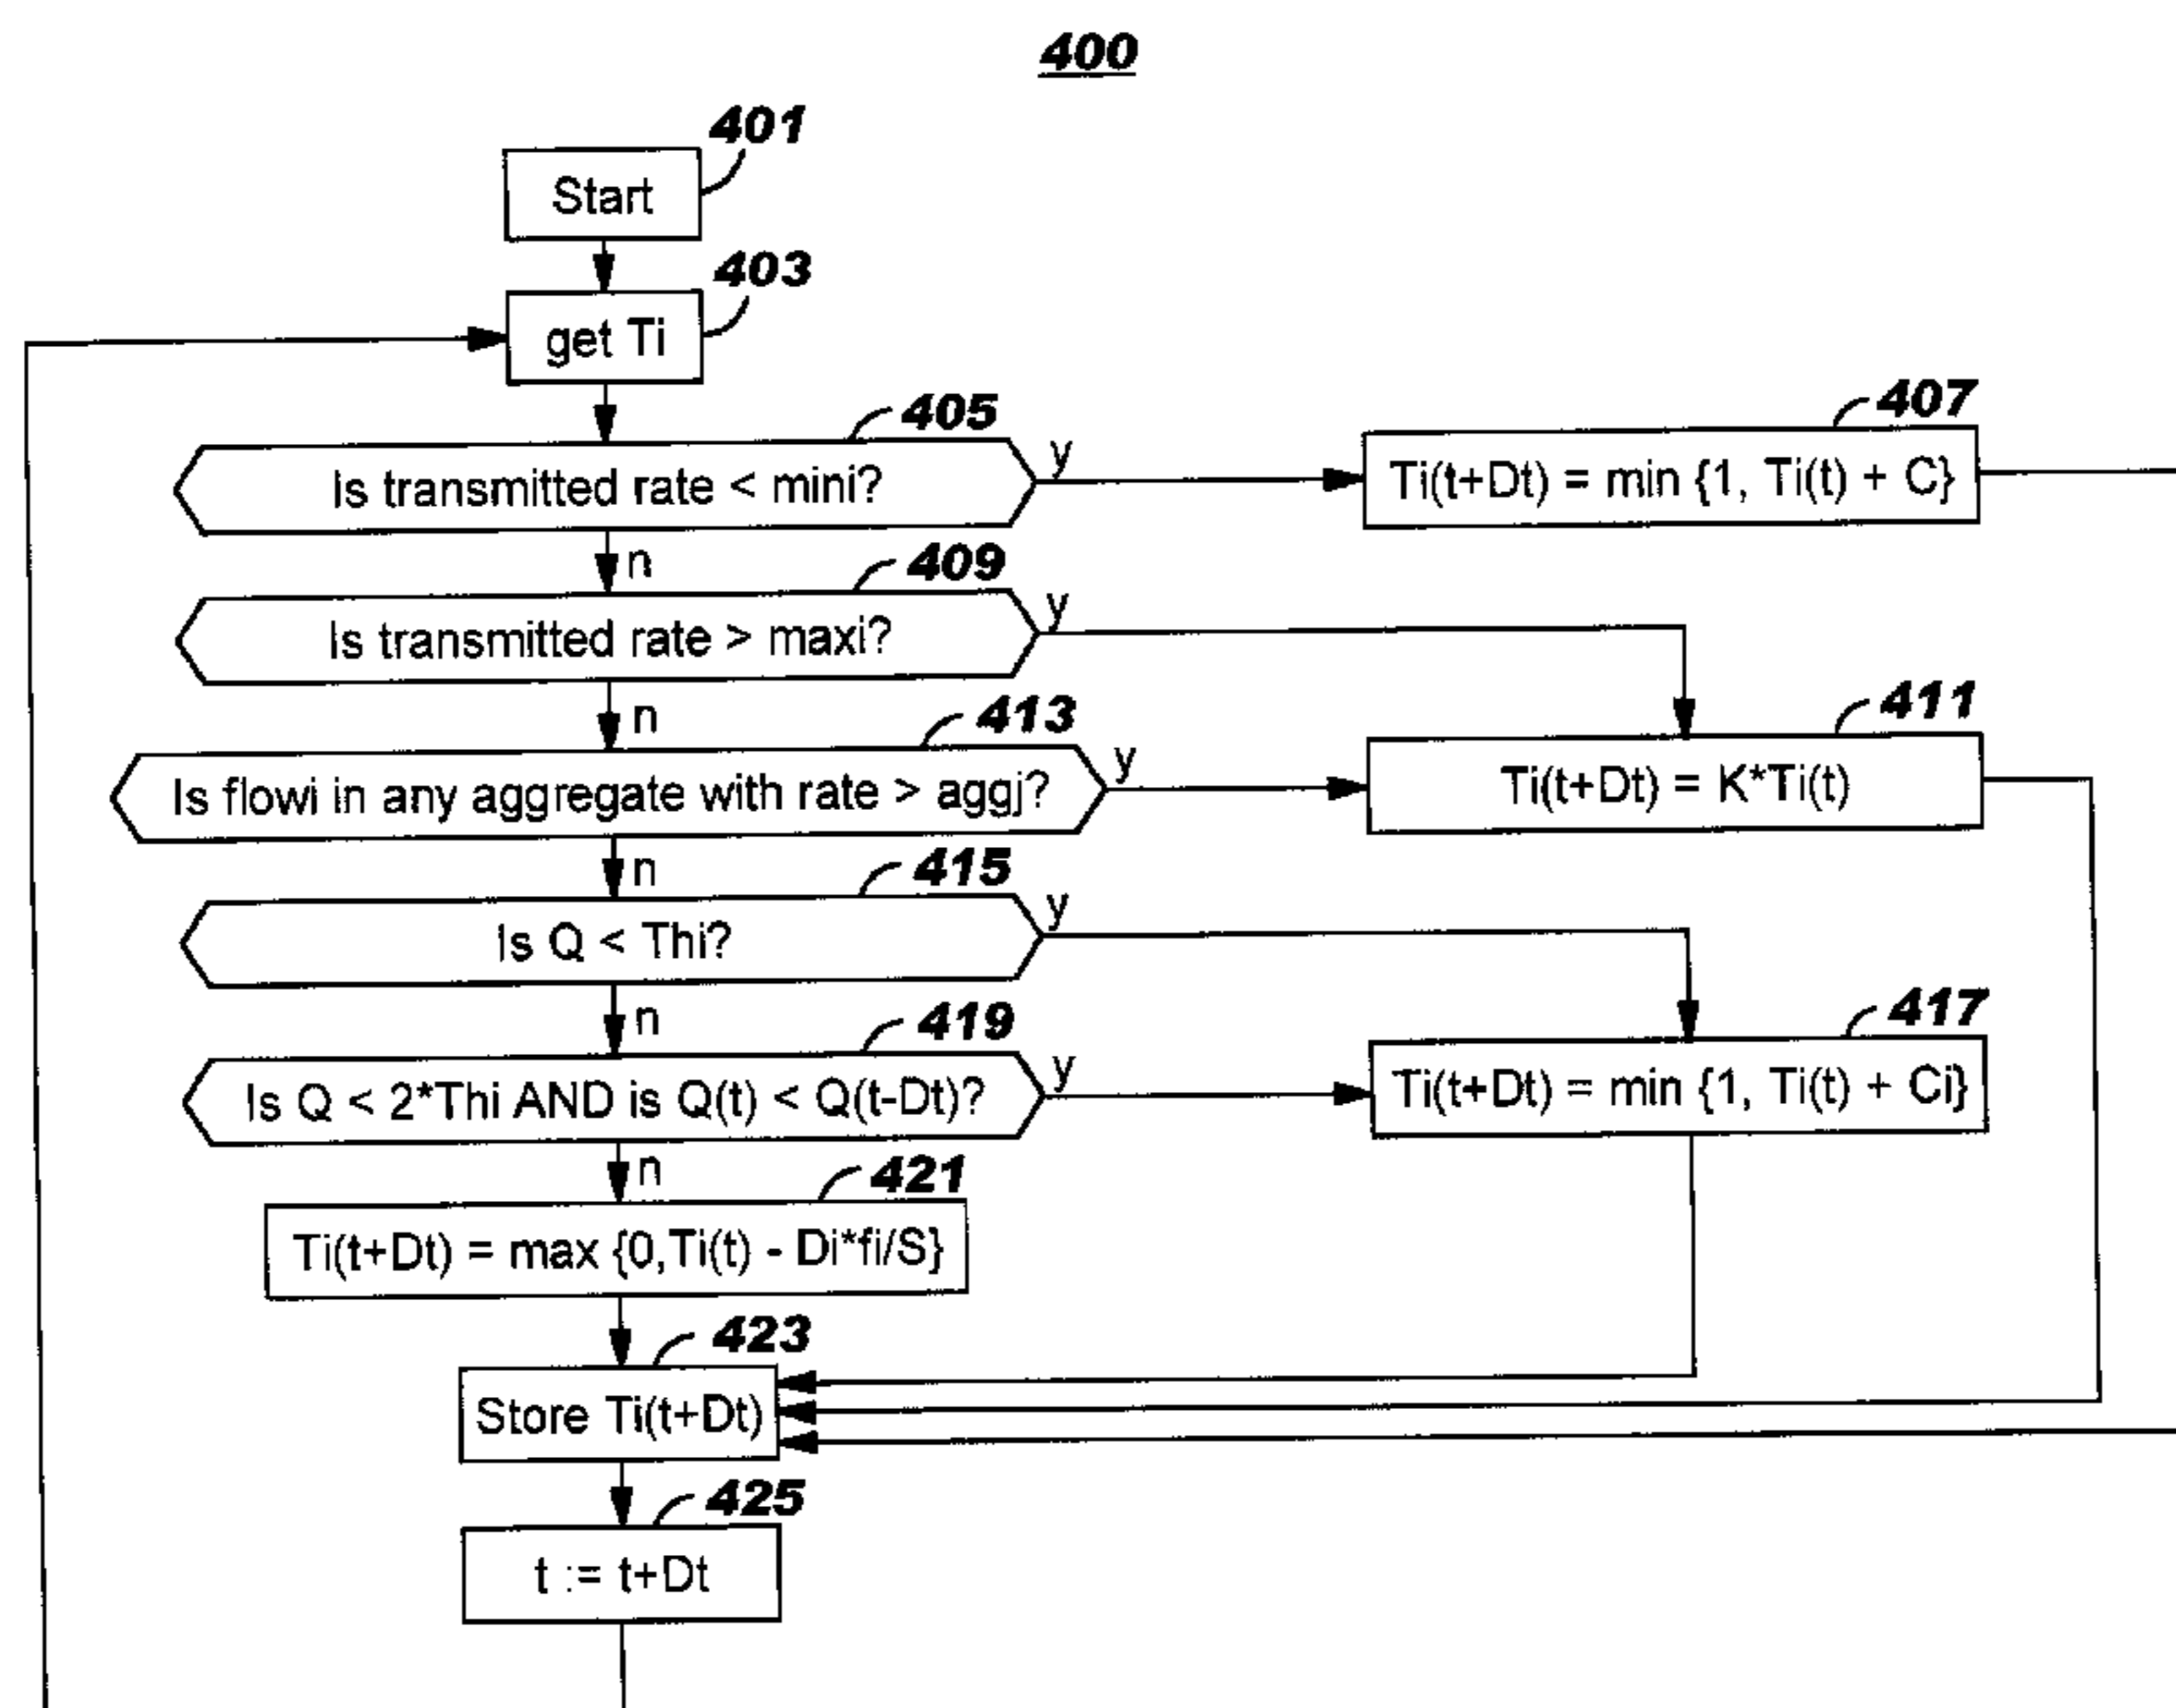 400
401
Start
403
get Ti
405
Is transmitted rate < mini?
y
407
Ti(t+Dt) = min {1, Ti(t) + C}
n
409
Is transmitted rate > maxi?
y
n
413
Is flowi in any aggregate with rate > aggj?
y
411
Ti(t+Dt) = K*Ti(t)
n
415
Is Q < Thi?
y
n
419
Is Q < 2*Thi AND is Q(t) < Q(t-Dt)?
y
417
Ti(t+Dt) = min {1, Ti(t) + Ci}
n
421
Ti(t+Dt) = max {0,Ti(t) - Di*fi/S}
423
Store Ti(t+Dt)
425
t := t+Dt